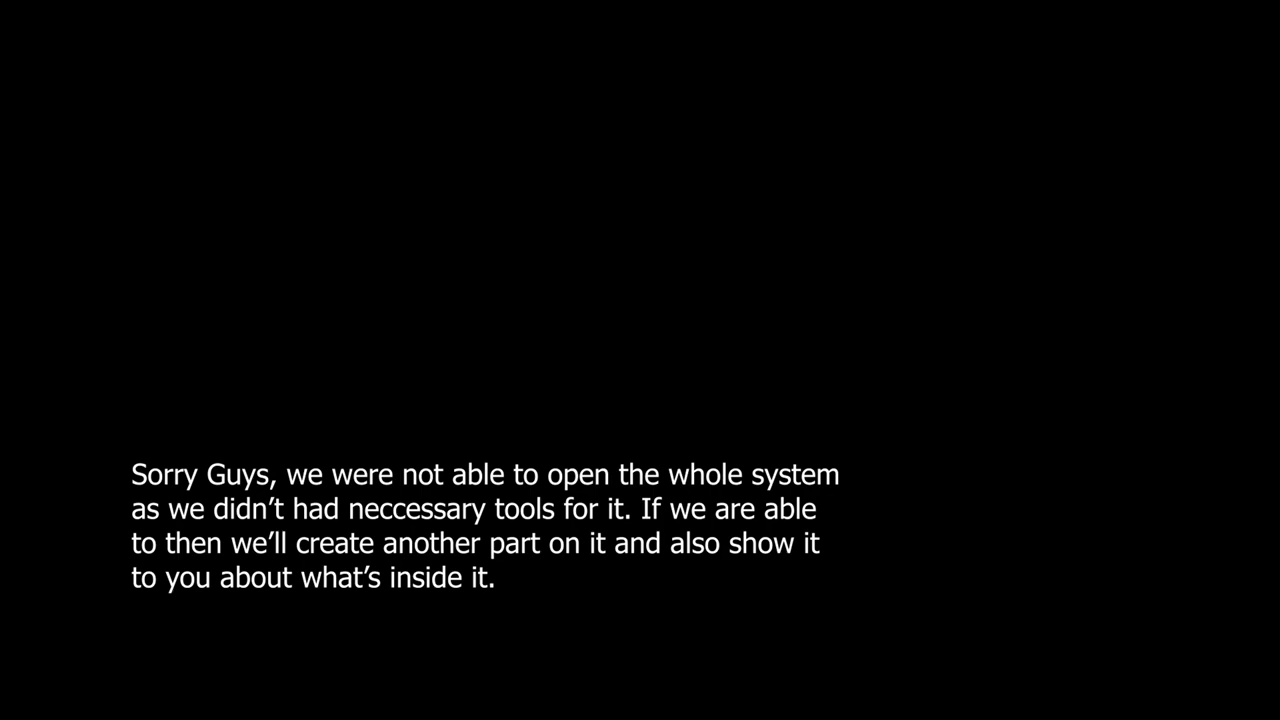 Sorry Guys, we were not able to open the whole system
as we didn’t had neccessary tools for it. If we are able
to then we’ll create another part on it and also show it
to you about what’s inside it.